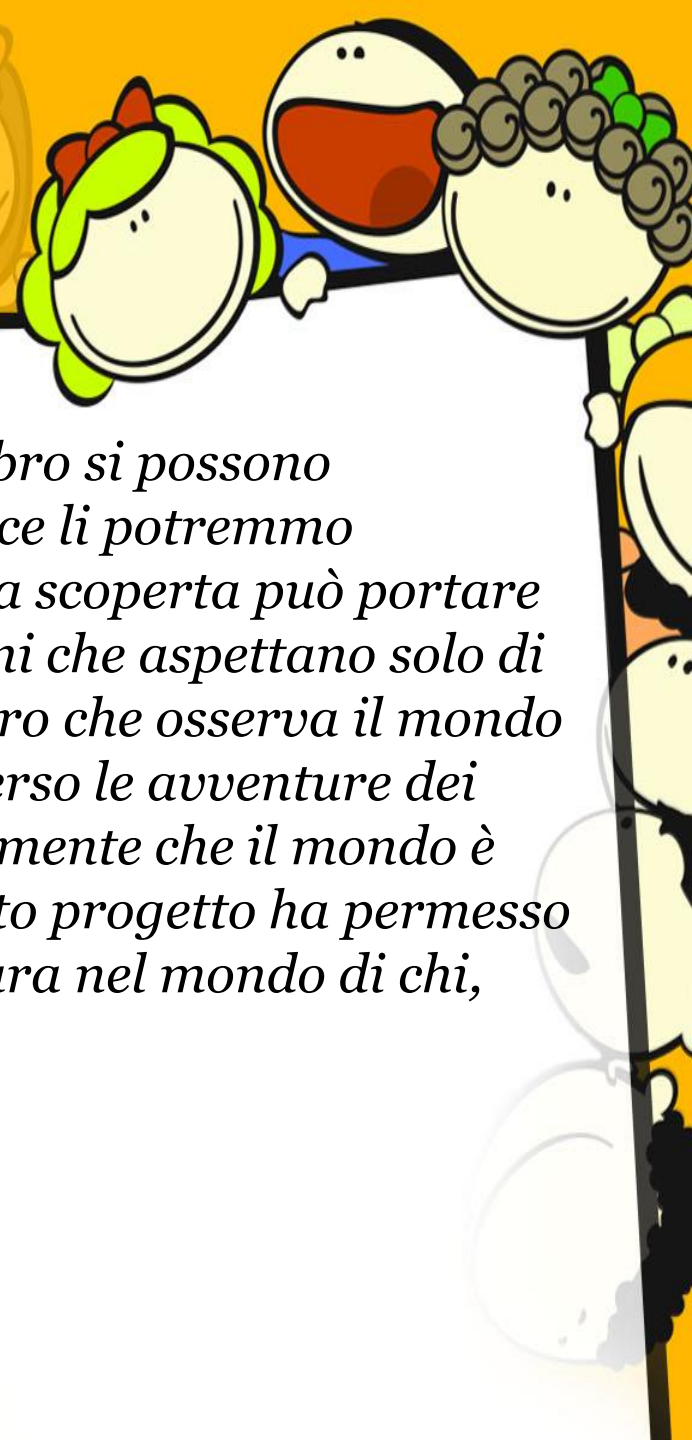 bro si possono
ce li potremmo
a scoperta può portare
ni che aspettano solo di
ro che osserva il mondo
erso le avventure dei
mente che il mondo è
to progetto ha permesso
ura nel mondo di chi,